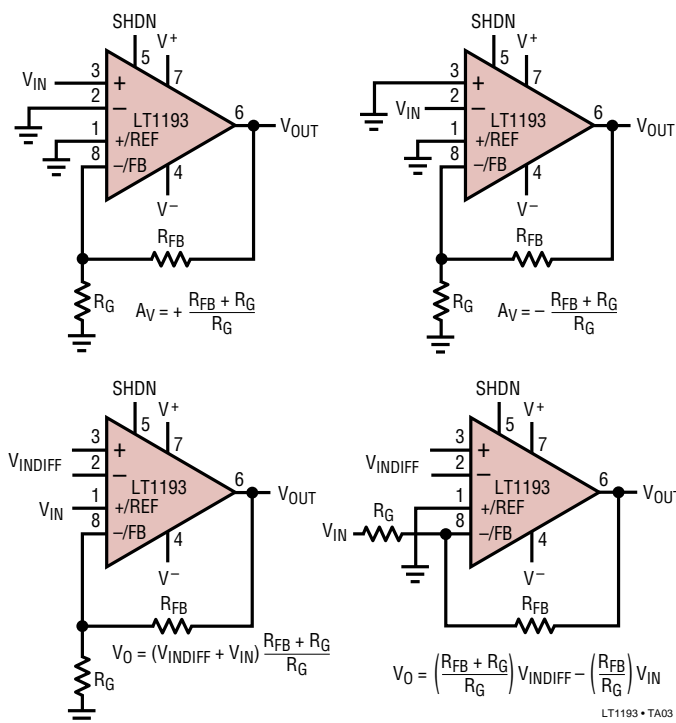 SHDN
V+
5
7
VIN
3
+
2
–
LT1193
6
VOUT
1
+/REF
8
–/FB
4
V–
RFB
RG
AV = + RFB + RG
RG
SHDN
V+
5
7
3
+
VIN
2
–
LT1193
6
VOUT
1
+/REF
8
–/FB
4
V–
RFB
RG
AV = – RFB + RG
RG
SHDN
V+
5
7
VINDIFF
3
+
2
–
LT1193
6
VOUT
VIN
1
+/REF
8
–/FB
4
V–
RFB
VO = (VINDIFF + VIN) RFB + RG
RG
RG
SHDN
V+
5
7
VINDIFF
3
+
2
–
LT1193
6
VOUT
1
+/REF
RG
VIN
8
–/FB
4
V–
RFB
VO = (RFB + RG / RG) VINDIFF – (RFB / RG) VIN
LT1193 • TA03